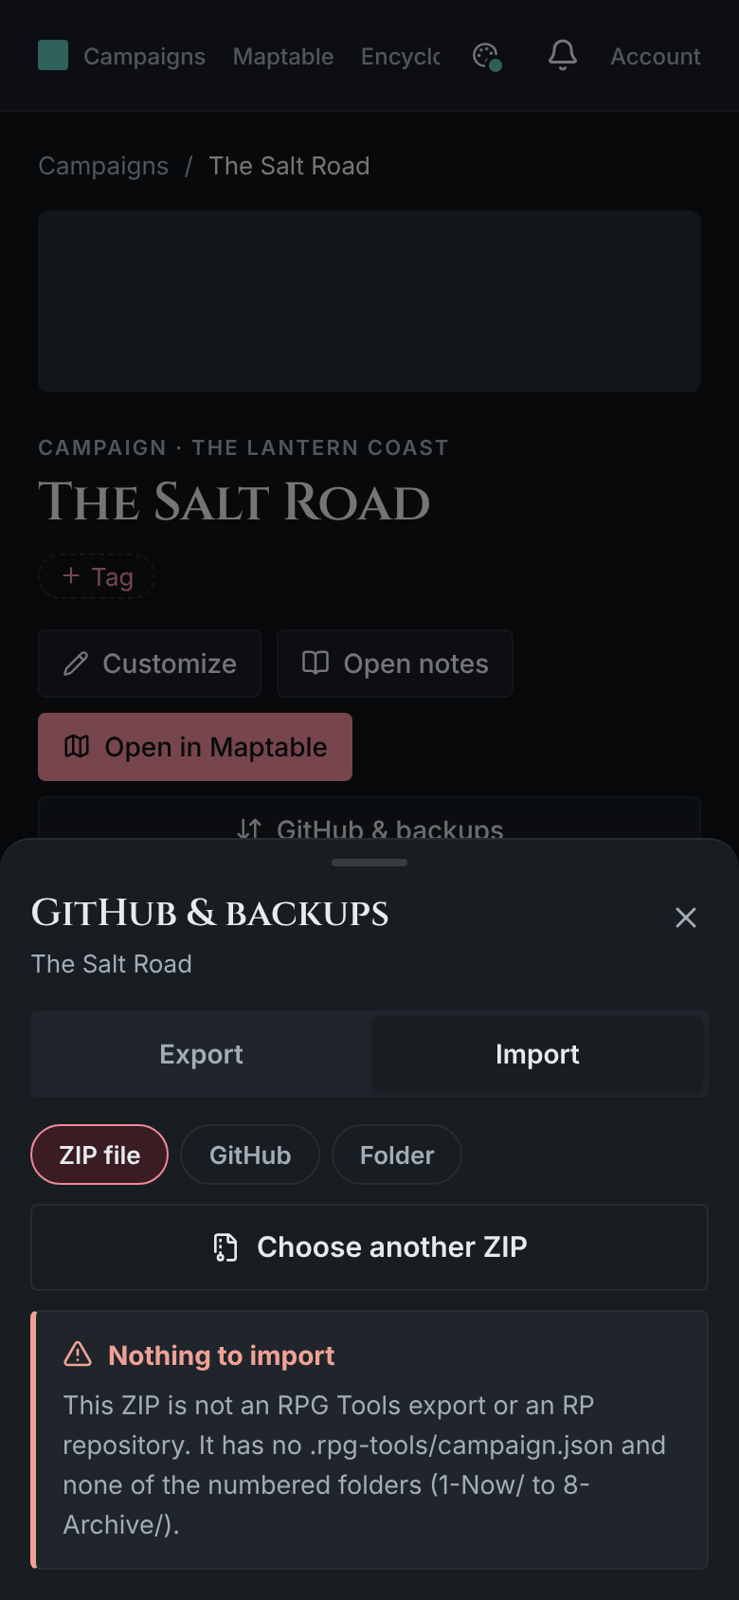 Campaigns Maptable Encyclo Account
Campaigns / The Salt Road
CAMPAIGN · THE LANTERN COAST
The Salt Road
+ Tag
Customize Open notes
Open in Maptable
GitHub & backups
GitHub & backups
The Salt Road
Export Import
ZIP file GitHub Folder
Choose another ZIP
Nothing to import
This ZIP is not an RPG Tools export or an RP
repository. It has no .rpg-tools/campaign.json and
none of the numbered folders (1-Now/ to 8-
Archive/).